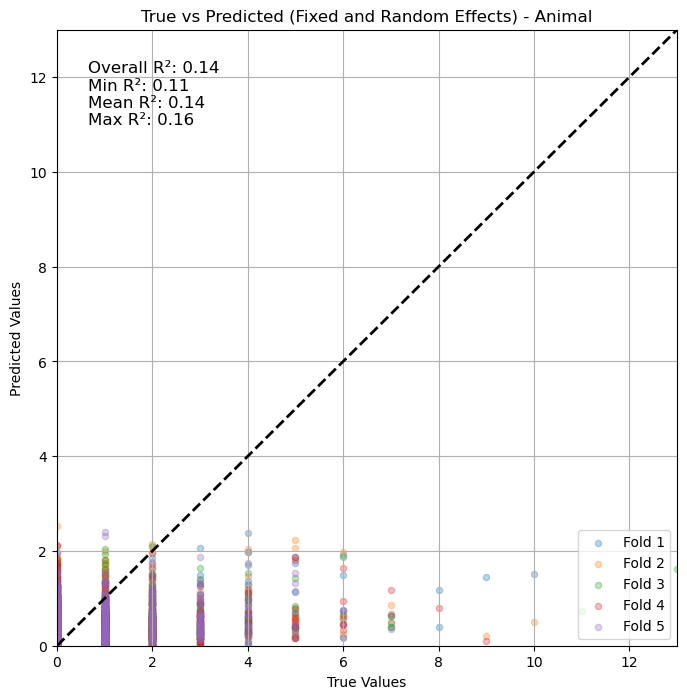 True vs Predicted (Fixed and Random Effects) - Animal
Overall R²: 0.14
Min R²: 0.11
Mean R²: 0.14
Max R²: 0.16
Predicted Values
12
10
8
6
4
2
0
Fold 1
Fold 2
Fold 3
Fold 4
Fold 5
0 2 4 6 8 10 12
True Values